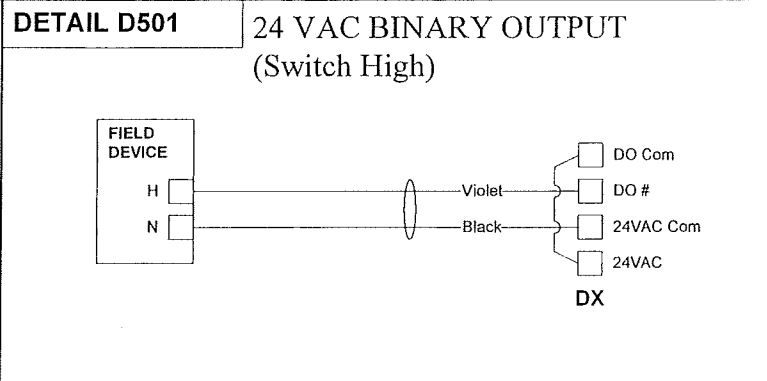 DETAIL D501
24 VAC BINARY OUTPUT
(Switch High)
FIELD
DEVICE
H
N
Violet
Black
DO Com
DO #
24VAC Com
24VAC
DX